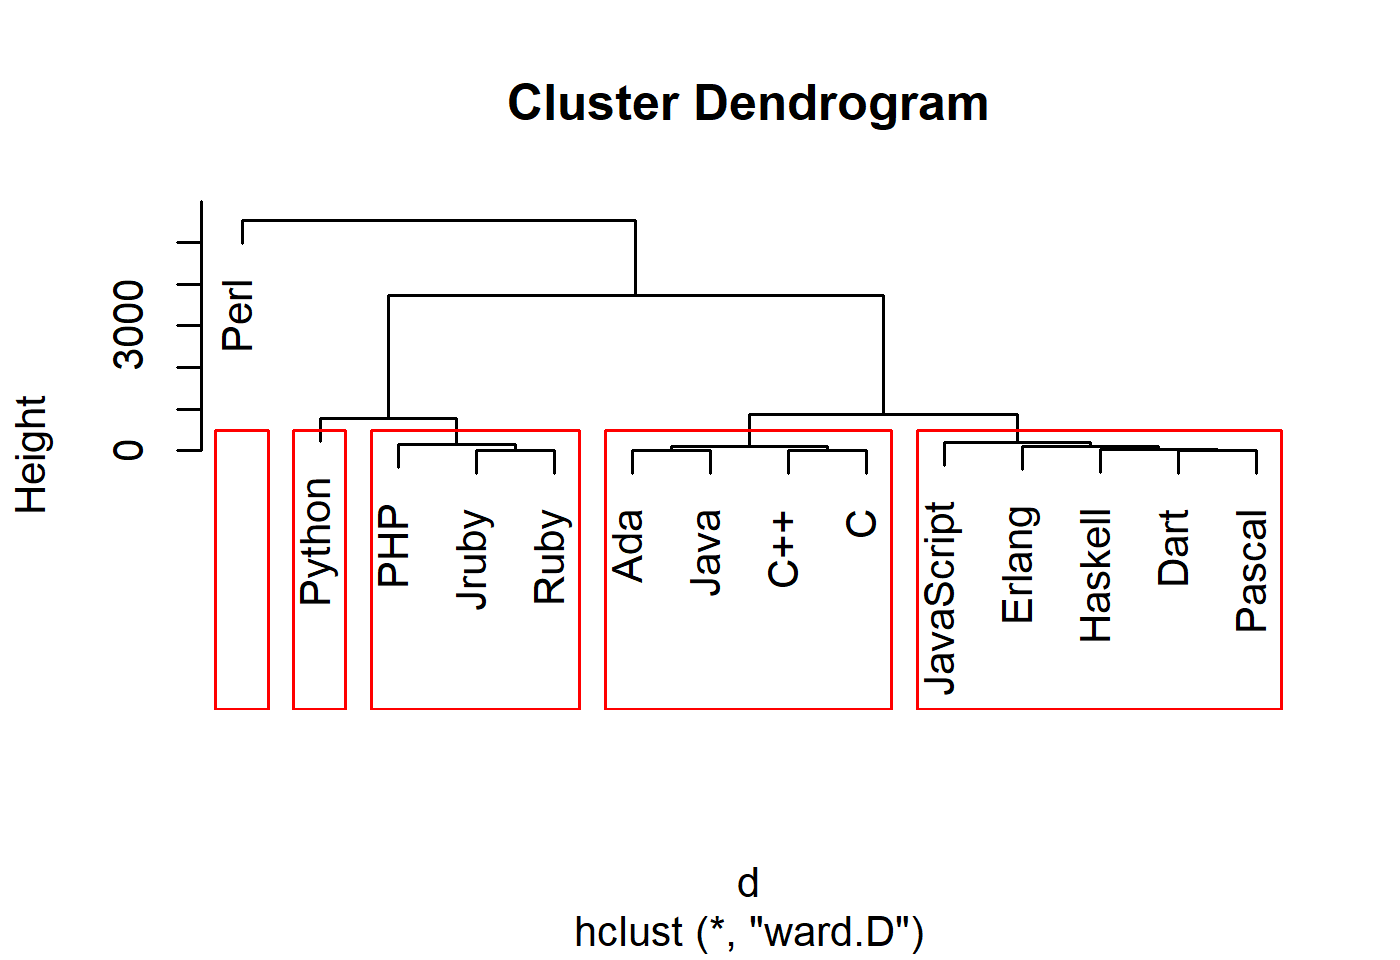 Cluster Dendrogram
Height
0
3000
Perl
Python
PHP
Jruby
Ruby
Ada
Java
C++
C
JavaScript
Erlang
Haskell
Dart
Pascal
d
hclust (*, "ward.D")